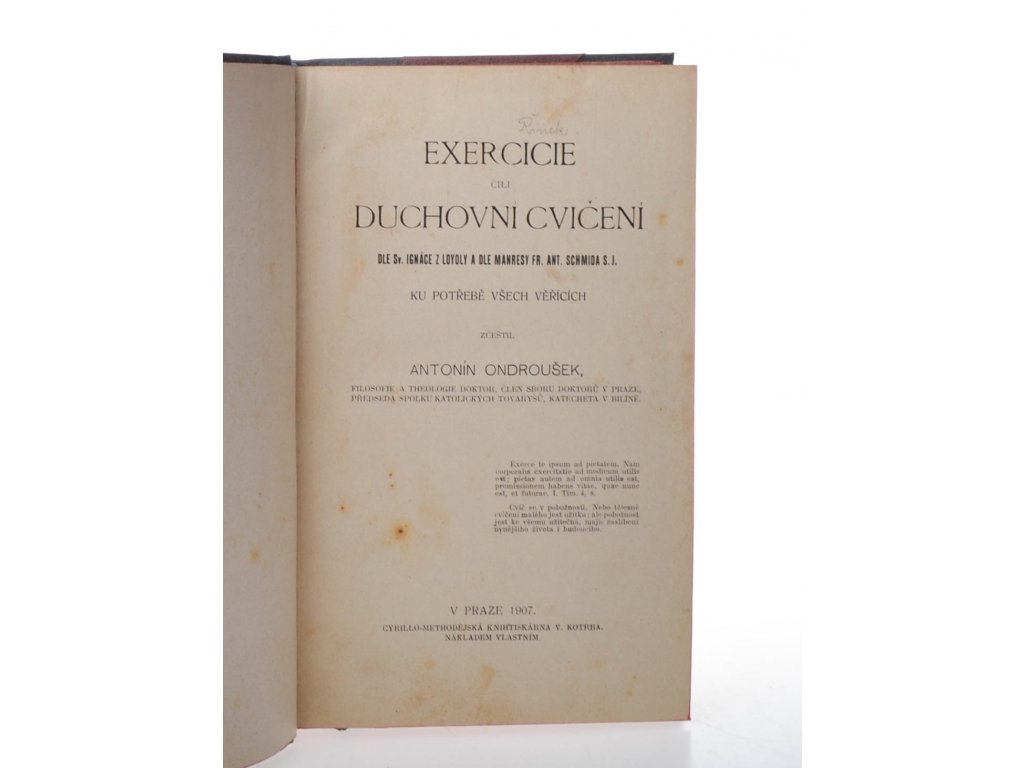 EXERCICIE
ČILI
DUCHOVNÍ CVIČENÍ
DLE Sv. IGNÁCE Z LOYOLY A DLE MANRESY FR. ANT. SCHMIDA S. J.
KU POTŘEBĚ VŠECH VĚŘÍCÍCH
ZČEŠTIL
ANTONÍN ONDROUŠEK,
FILOSOFIE A THEOLOGIE DOKTOR, ČLEN SBORU DOKTORŮ V PRAZE,
PŘEDSEDA SPOLKU KATOLICKÝCH TOVARYŠŮ, KATECHETA V BÍLINĚ.
Exerce te ipsum ad pietatem. Nam
corporalis exercitatio ad modicum utilis
est; pietas autem ad omnia utilis est,
promissionem habens vitae, quae nunc
est, et futurae. I. Tim. 4, 8.
Cvič se v pobožnosti. Nebo tělesné
cvičení malého jest užitku; ale pobožnost
jest ke všemu užitečná, majíc zaslíbení
nynějšího života i budoucího.
V PRAZE 1907.
CYRILLO-METHODĚJSKÁ KNIHTISKÁRNA V. KOTRBA.
NÁKLADEM VLASTNÍM.